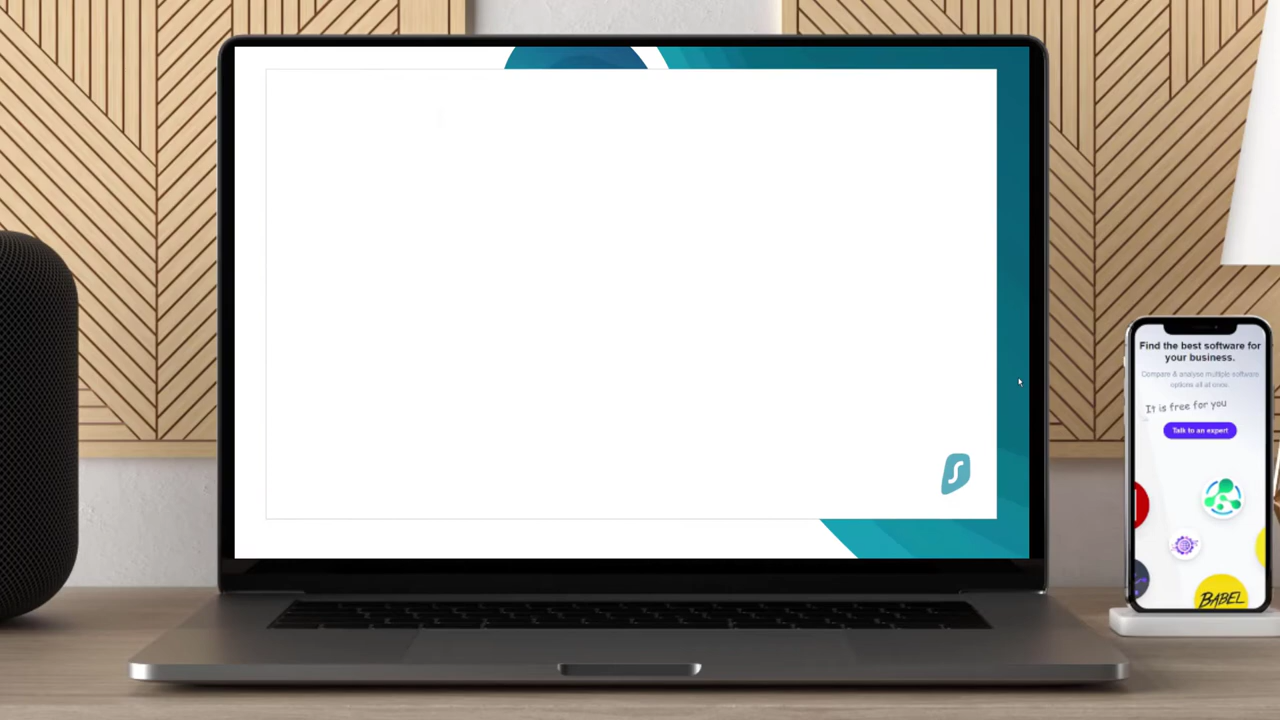 Find the best software for
your business.
Compare & analyse multiple software
options all at once.
It is free for you
Talk to an expert
BABEL